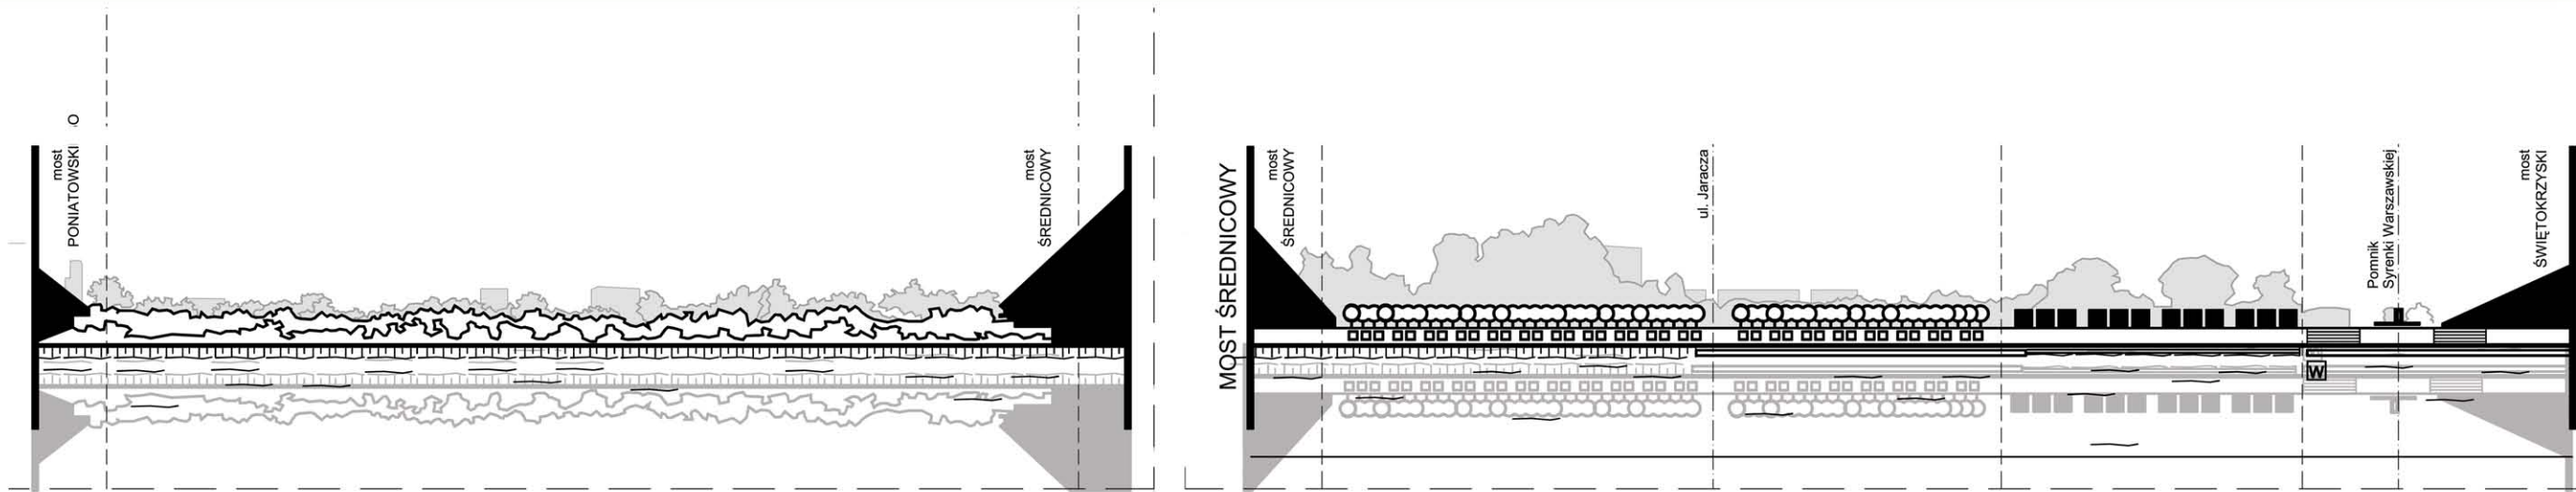 most
PONIATOWSKI O
most
ŚREDNICOWY
MOST ŚREDNICOWY
most
ŚREDNICOWY
ul. Jaracza
Pomnik
Syrenki Warszawskiej
most
ŚWIĘTOKRZYSKI
W